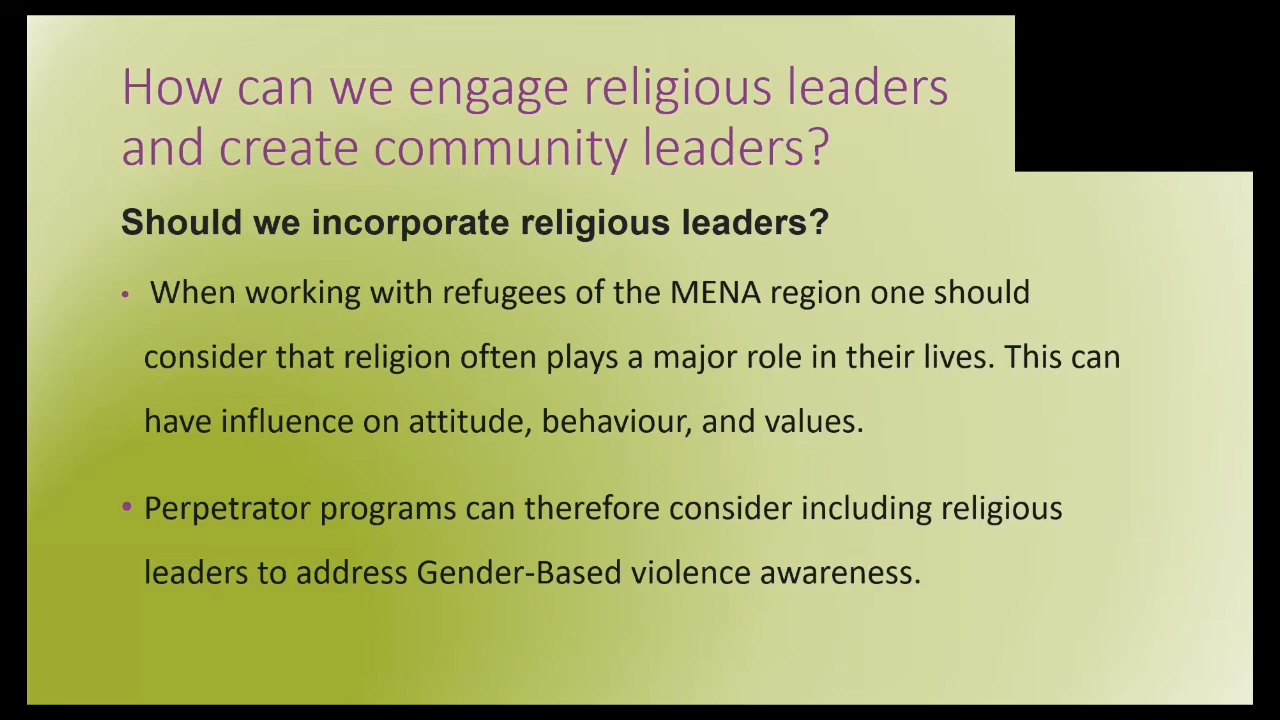 How can we engage religious leaders
and create community leaders?
Should we incorporate religious leaders?
• When working with refugees of the MENA region one should
consider that religion often plays a major role in their lives. This can
have influence on attitude, behaviour, and values.
• Perpetrator programs can therefore consider including religious
leaders to address Gender-Based violence awareness.